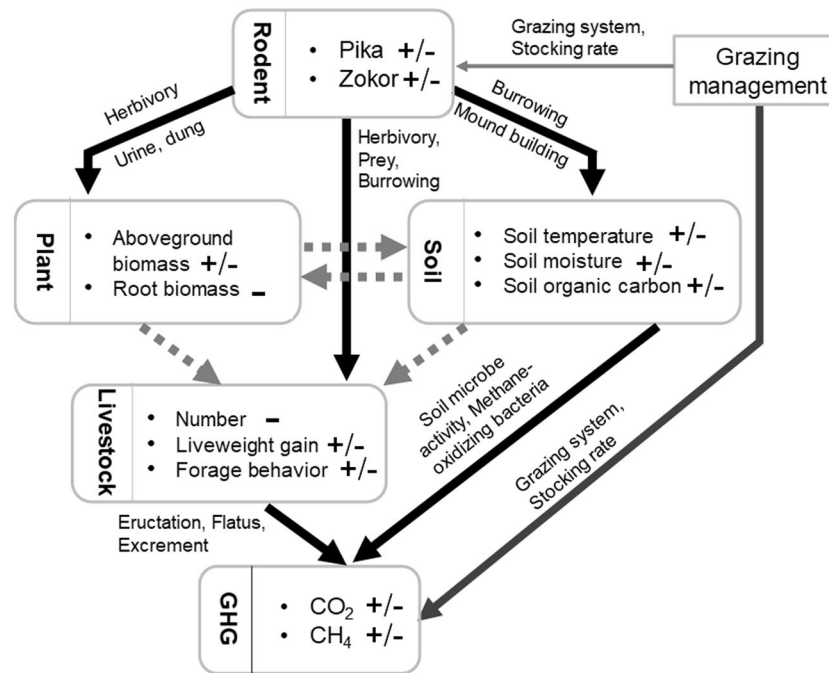 Rodent
• Pika +/-
• Zokor +/-
Grazing system,
Stocking rate
Grazing
management
Herbivory
Urine, dung
Herbivory,
Prey,
Burrowing
Burrowing
Mound building
Plant
• Aboveground
biomass +/-
• Root biomass –
Soil
• Soil temperature +/-
• Soil moisture +/-
• Soil organic carbon +/-
Livestock
• Number –
• Liveweight gain +/-
• Forage behavior +/-
Soil microbe
activity, Methane-
oxidizing bacteria
Grazing system,
Stocking rate
Eructation, Flatus,
Excrement
GHG
• CO₂ +/-
• CH₄ +/-